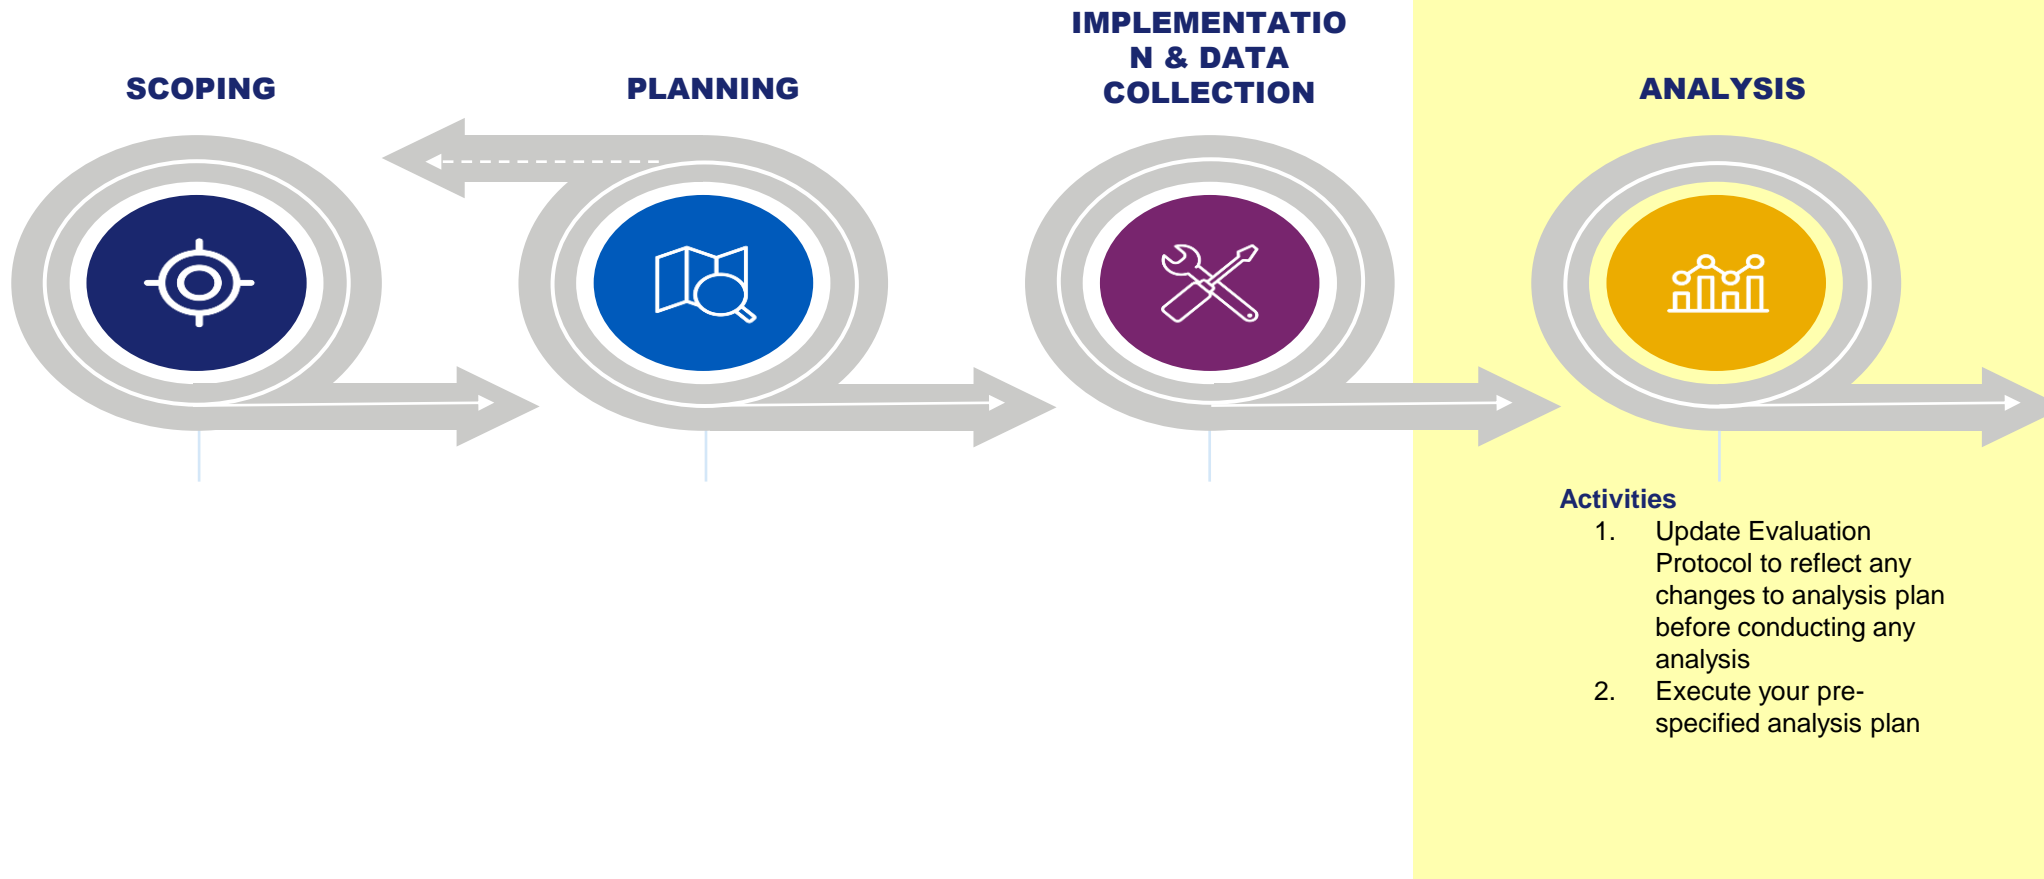 SCOPING
PLANNING
IMPLEMENTATIO
N & DATA
COLLECTION
ANALYSIS
Activities
1. Update Evaluation
Protocol to reflect any
changes to analysis plan
before conducting any
analysis
2. Execute your pre-
specified analysis plan